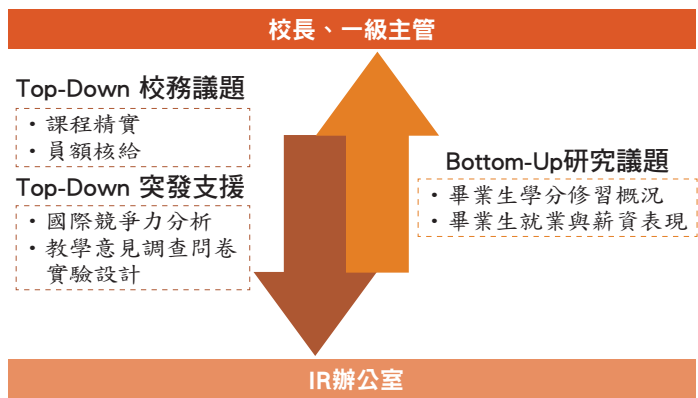 校長、一級主管
Top-Down 校務議題
・課程精實
・員額核給
Top-Down 突發支援
・國際競爭力分析
・教學意見調查問卷
實驗設計
Bottom-Up研究議題
・畢業生學分修習概況
・畢業生就業與薪資表現
IR辦公室